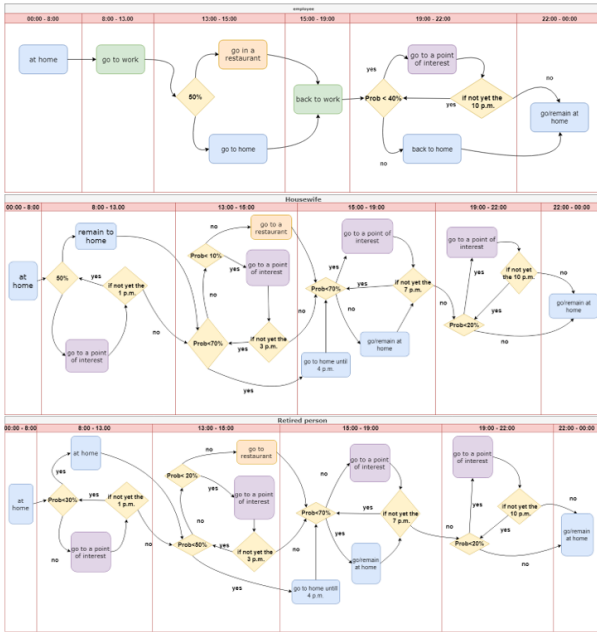 employee
00:00 - 8:00
8:00 - 13.00
13:00 - 15:00
15:00 - 19:00
19:00 - 22:00
22:00 - 00:00
at home
go to work
50%
go in a
restaurant
go to home
back to work
Prob < 40%
yes
go to a point
of interest
yes
if not yet the
10 p.m.
no
no
back to home
go/remain at
home
Housewife
00:00 - 8:00
8:00 - 13.00
13:00 - 15:00
15:00 - 19:00
19:00 - 22:00
22:00 - 00:00
at
home
remain to
home
50%
yes
if not yet the
1 p.m.
go to a point
of interest
no
no
go to a
restaurant
Prob< 10%
yes
go to a point
of interest
no
Prob<70%
yes
if not yet the
3 p.m.
no
yes
go to a point
of interest
yes
Prob<70%
yes
if not yet the
7 p.m.
no
go/remain at
home
go to home until
4 p.m.
no
go to a point
of interest
yes
if not yet
the 10 p.m.
yes
Prob<20%
no
no
go/remain at
home
Retired person
00:00 - 8:00
8:00 - 13:00
13:00 - 15:00
15:00 - 19:00
19:00 - 22:00
22:00 - 00:00
at
home
at home
yes
Prob<30%
yes
if not yet the
1 p.m.
no
go to a point
of interest
no
no
go to
restaurant
Prob< 20%
yes
go to a point
of interest
no
Prob<50%
yes
if not yet the
3 p.m.
no
yes
go to home until
4 p.m.
no
go to a point
of interest
Prob<70%
yes
if not yet the
7 p.m.
yes
go/remain
at home
no
go to a point
of interest
yes
if not yet the
10 p.m.
yes
Prob<20%
no
no
go/remain
at home